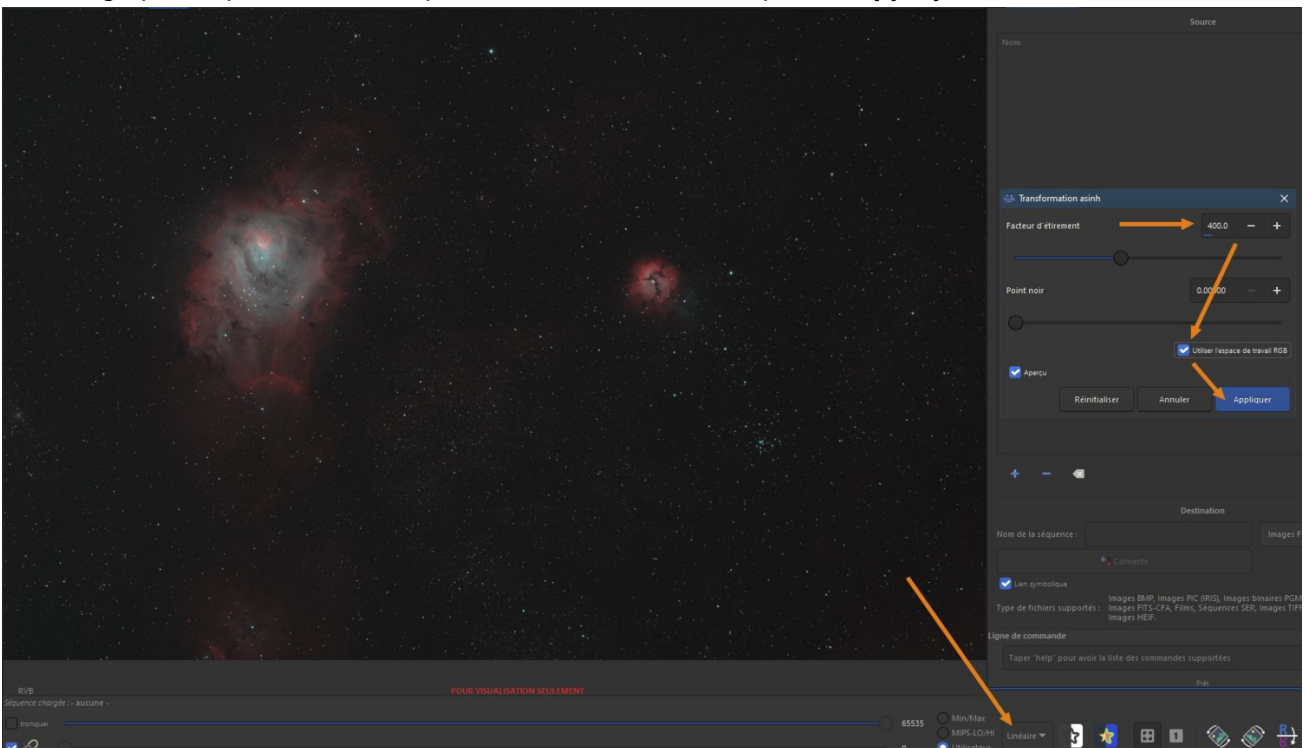 Source
Nom
Transformation asinh
Facteur d'étirement 400.0 − +
Point noir − +
Utiliser l'espace de travail RGB
Aperçu
Réinitialiser Annuler Appliquer
Destination
Nom de la séquence : Images F
Convertir
Lien symbolique
Type de fichiers supportés :
Images BMP, Images PIC (IRIS), Images binaires PGM
Images FITS-CFA, Films, Séquences SER, Images TIFF
Images HEIF.
Ligne de commande
Taper "help" pour avoir la liste des commandes supportées
Prêt.
RVB
POUR VISUALISATION SEULEMENT
Séquence chargée : - aucune -
tronquer 65535
Min/Max
MIPS-LO/HI
Linéaire